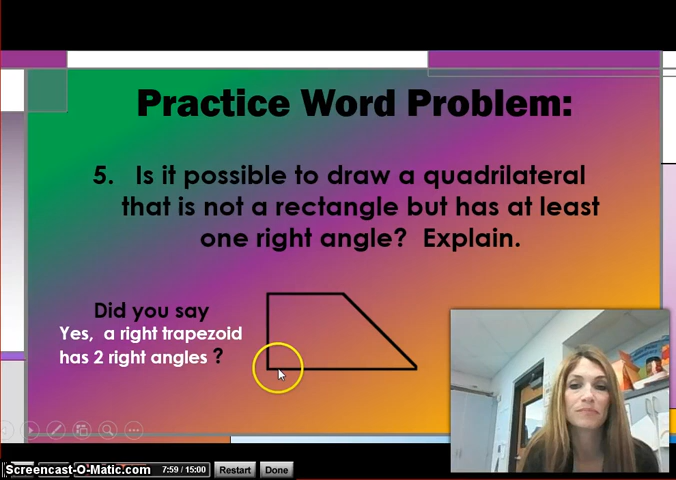 Practice Word Problem:
5. Is it possible to draw a quadrilateral
that is not a rectangle but has at least
one right angle? Explain.
Did you say
Yes, a right trapezoid
has 2 right angles ?
Screencast-O-Matic.com
7:59 / 15:00
Restart
Done